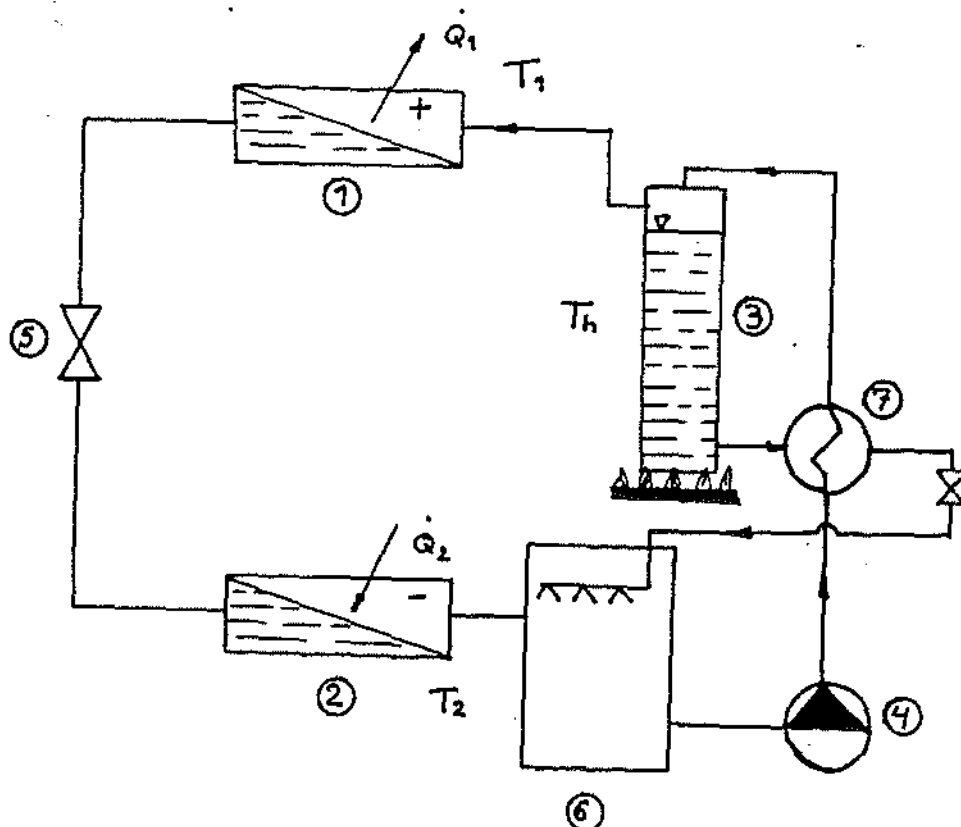 Q̇₁
T₁
+
①
③
Tₕ
⑤
⑦
Q̇₂
-
②
T₂
④
⑥